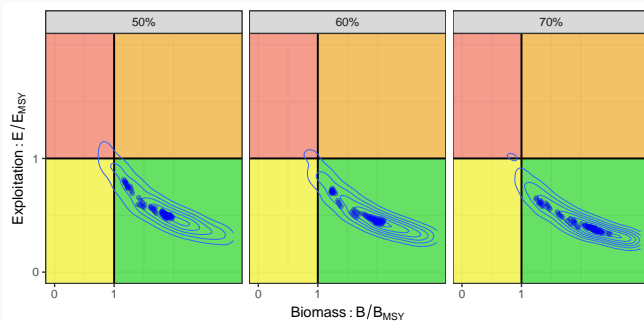 50% 60% 70%
Exploitation : E/E_MSY
1
0
0 1 0 1 0 1
Biomass : B/B_MSY